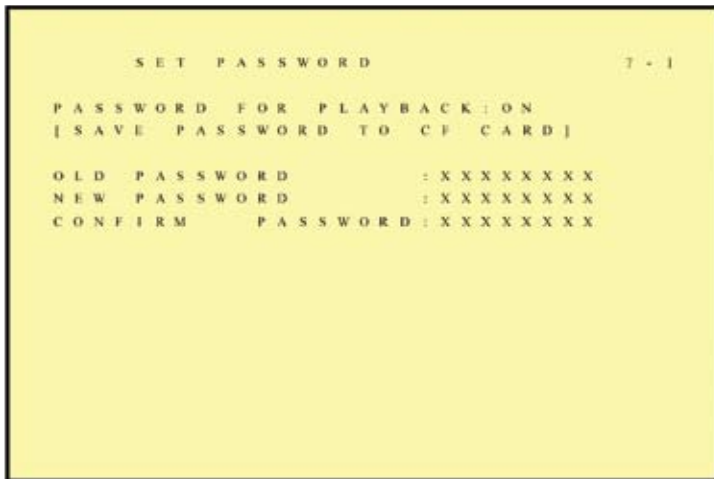 SET PASSWORD 7-1
PASSWORD FOR PLAYBACK:ON
[SAVE PASSWORD TO CF CARD]
OLD PASSWORD :XXXXXXXX
NEW PASSWORD :XXXXXXXX
CONFIRM PASSWORD:XXXXXXXX